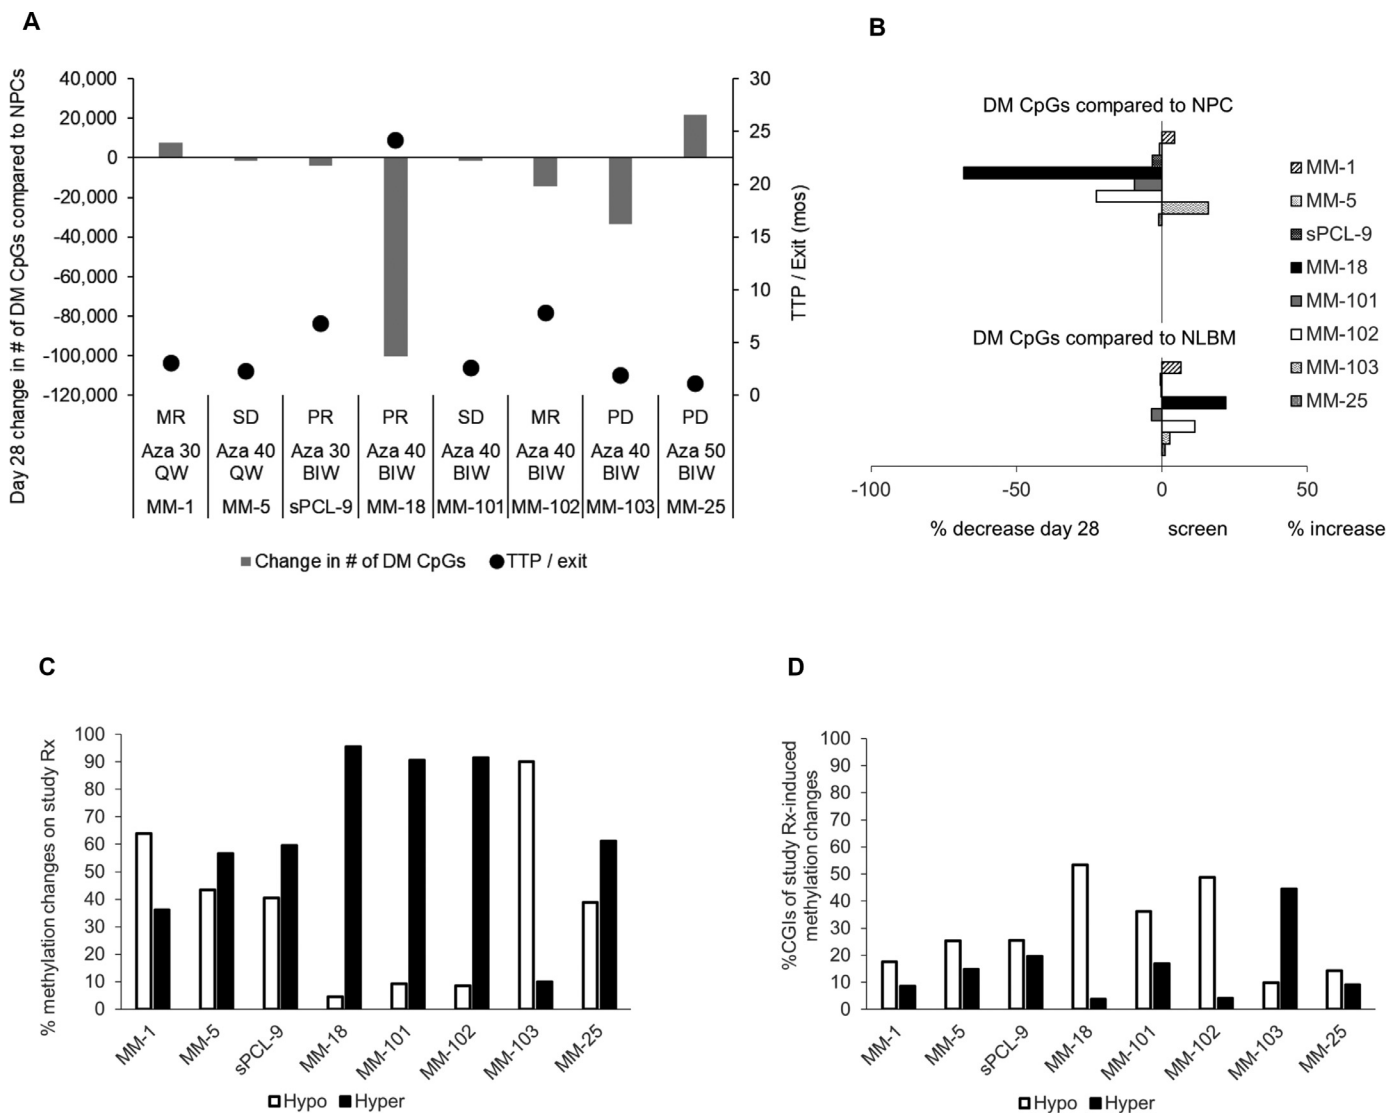 A
Day 28 change in # of DM CpGs compared to NPCs
40,000
20,000
0
-20,000
-40,000
-60,000
-80,000
-100,000
-120,000
30
25
20
15
10
5
0
TTP / Exit (mos)
MR SD PR PR SD MR PD PD
Aza 30 Aza 40 Aza 30 Aza 40 Aza 40 Aza 40 Aza 40 Aza 50
QW QW BIW BIW BIW BIW BIW BIW
MM-1 MM-5 sPCL-9 MM-18 MM-101 MM-102 MM-103 MM-25
Change in # of DM CpGs TTP / exit
B
DM CpGs compared to NPC
DM CpGs compared to NLBM
-100 -50 0 50
% decrease day 28 screen % increase
MM-1
MM-5
sPCL-9
MM-18
MM-101
MM-102
MM-103
MM-25
C
% methylation changes on study Rx
100
90
80
70
60
50
40
30
20
10
0
MM-1 MM-5 sPCL-9 MM-18 MM-101 MM-102 MM-103 MM-25
Hypo Hyper
D
%CGIs of study Rx-induced
methylation changes
100
90
80
70
60
50
40
30
20
10
0
MM-1 MM-5 sPCL-9 MM-18 MM-101 MM-102 MM-103 MM-25
Hypo Hyper